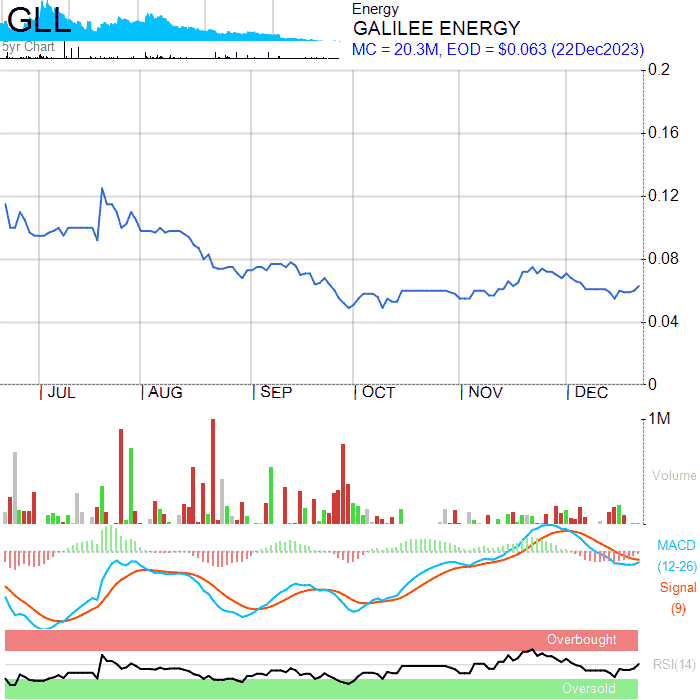 GLL
5yr Chart
Energy
GALILEE ENERGY
MC = 20.3M, EOD = $0.063 (22Dec2023)
0.2
0.16
0.12
0.08
0.04
0
JUL AUG SEP OCT NOV DEC
1M
Volume
MACD
(12-26)
Signal
(9)
Overbought
RSI(14)
Oversold